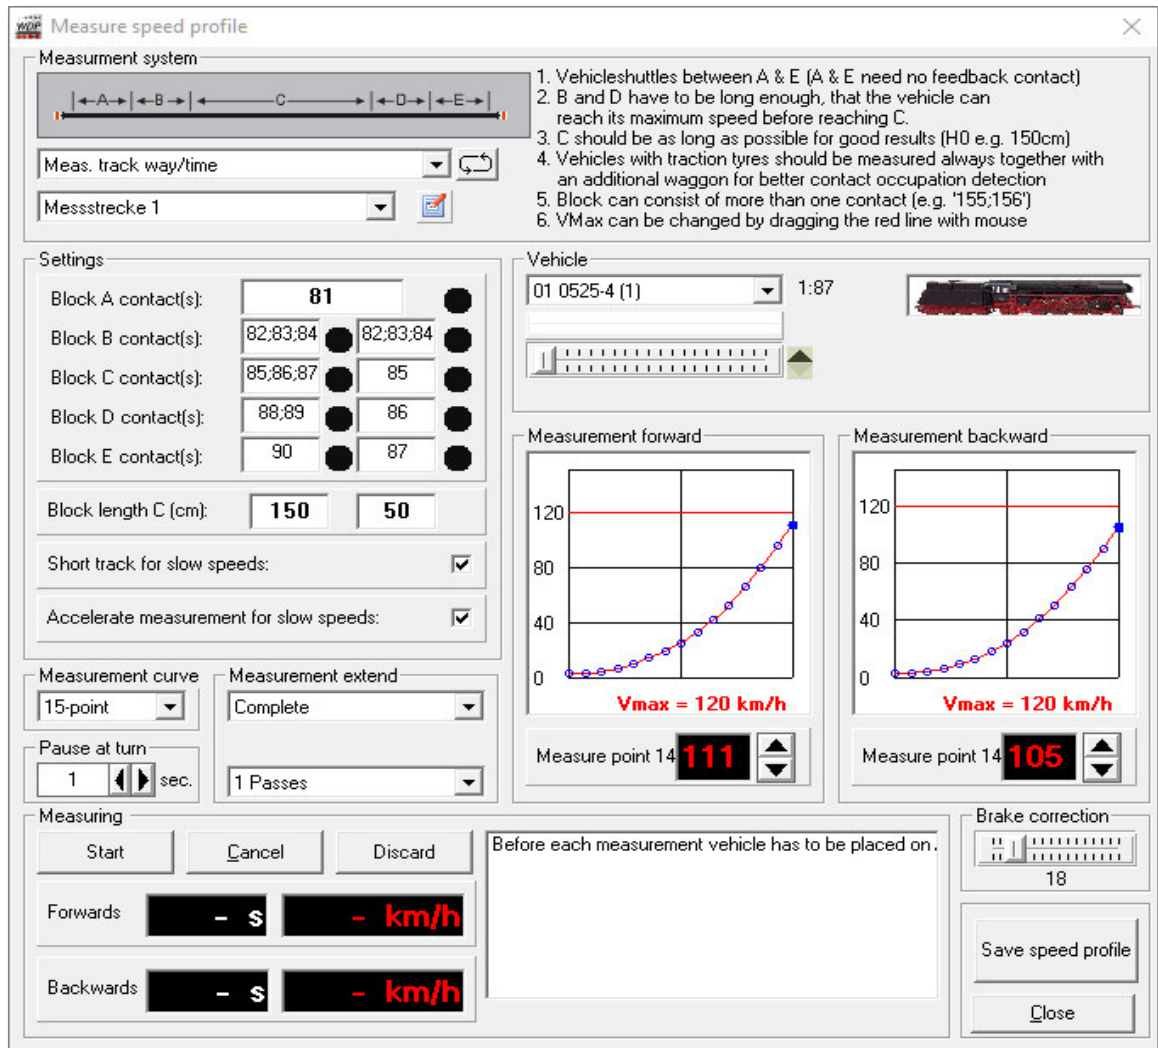 WDP Measure speed profile
Measurment system
A B C D E
1. Vehicleshuttles between A & E (A & E need no feedback contact)
2. B and D have to be long enough, that the vehicle can
reach its maximum speed before reaching C.
3. C should be as long as possible for good results (H0 e.g. 150cm)
4. Vehicles with traction tyres should be measured always together with
an additional waggon for better contact occupation detection
5. Block can consist of more than one contact (e.g. '155;156')
6. VMax can be changed by dragging the red line with mouse
Meas. track way/time
Messstrecke 1
Settings
Block A contact(s): 81
Block B contact(s): 82;83;84 82;83;84
Block C contact(s): 85;86;87 85
Block D contact(s): 88;89 86
Block E contact(s): 90 87
Block length C (cm): 150 50
Short track for slow speeds:
Accelerate measurement for slow speeds:
Vehicle
01 0525-4 (1) 1:87
Measurement forward
120
80
40
0
Vmax = 120 km/h
Measure point 14 111
Measurement backward
120
80
40
0
Vmax = 120 km/h
Measure point 14 105
Measurement curve
15-point
Measurement extend
Complete
1 Passes
Pause at turn
1 sec.
Measuring
Start Cancel Discard
Forwards - s - km/h
Backwards - s - km/h
Before each measurement vehicle has to be placed on
Brake correction
18
Save speed profile
Close